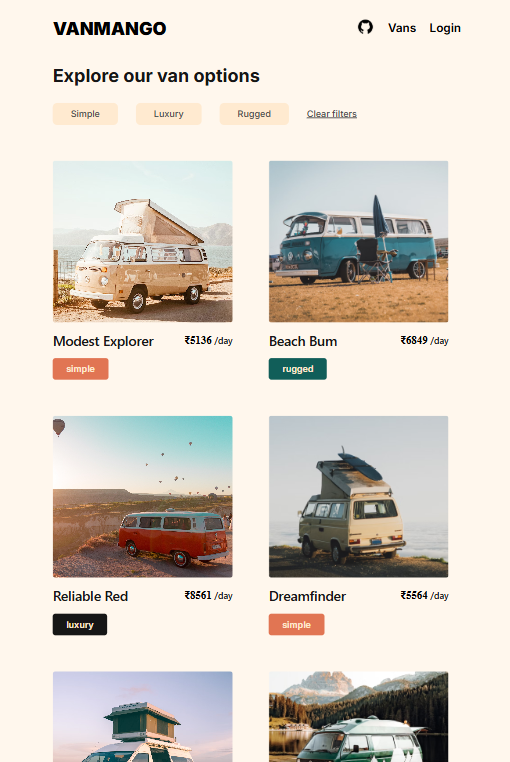 VANMANGO Vans Login
Explore our van options
Simple Luxury Rugged Clear filters
Modest Explorer ₹5136 /day
simple
Beach Bum ₹6849 /day
rugged
Reliable Red ₹8561 /day
luxury
Dreamfinder ₹5564 /day
simple